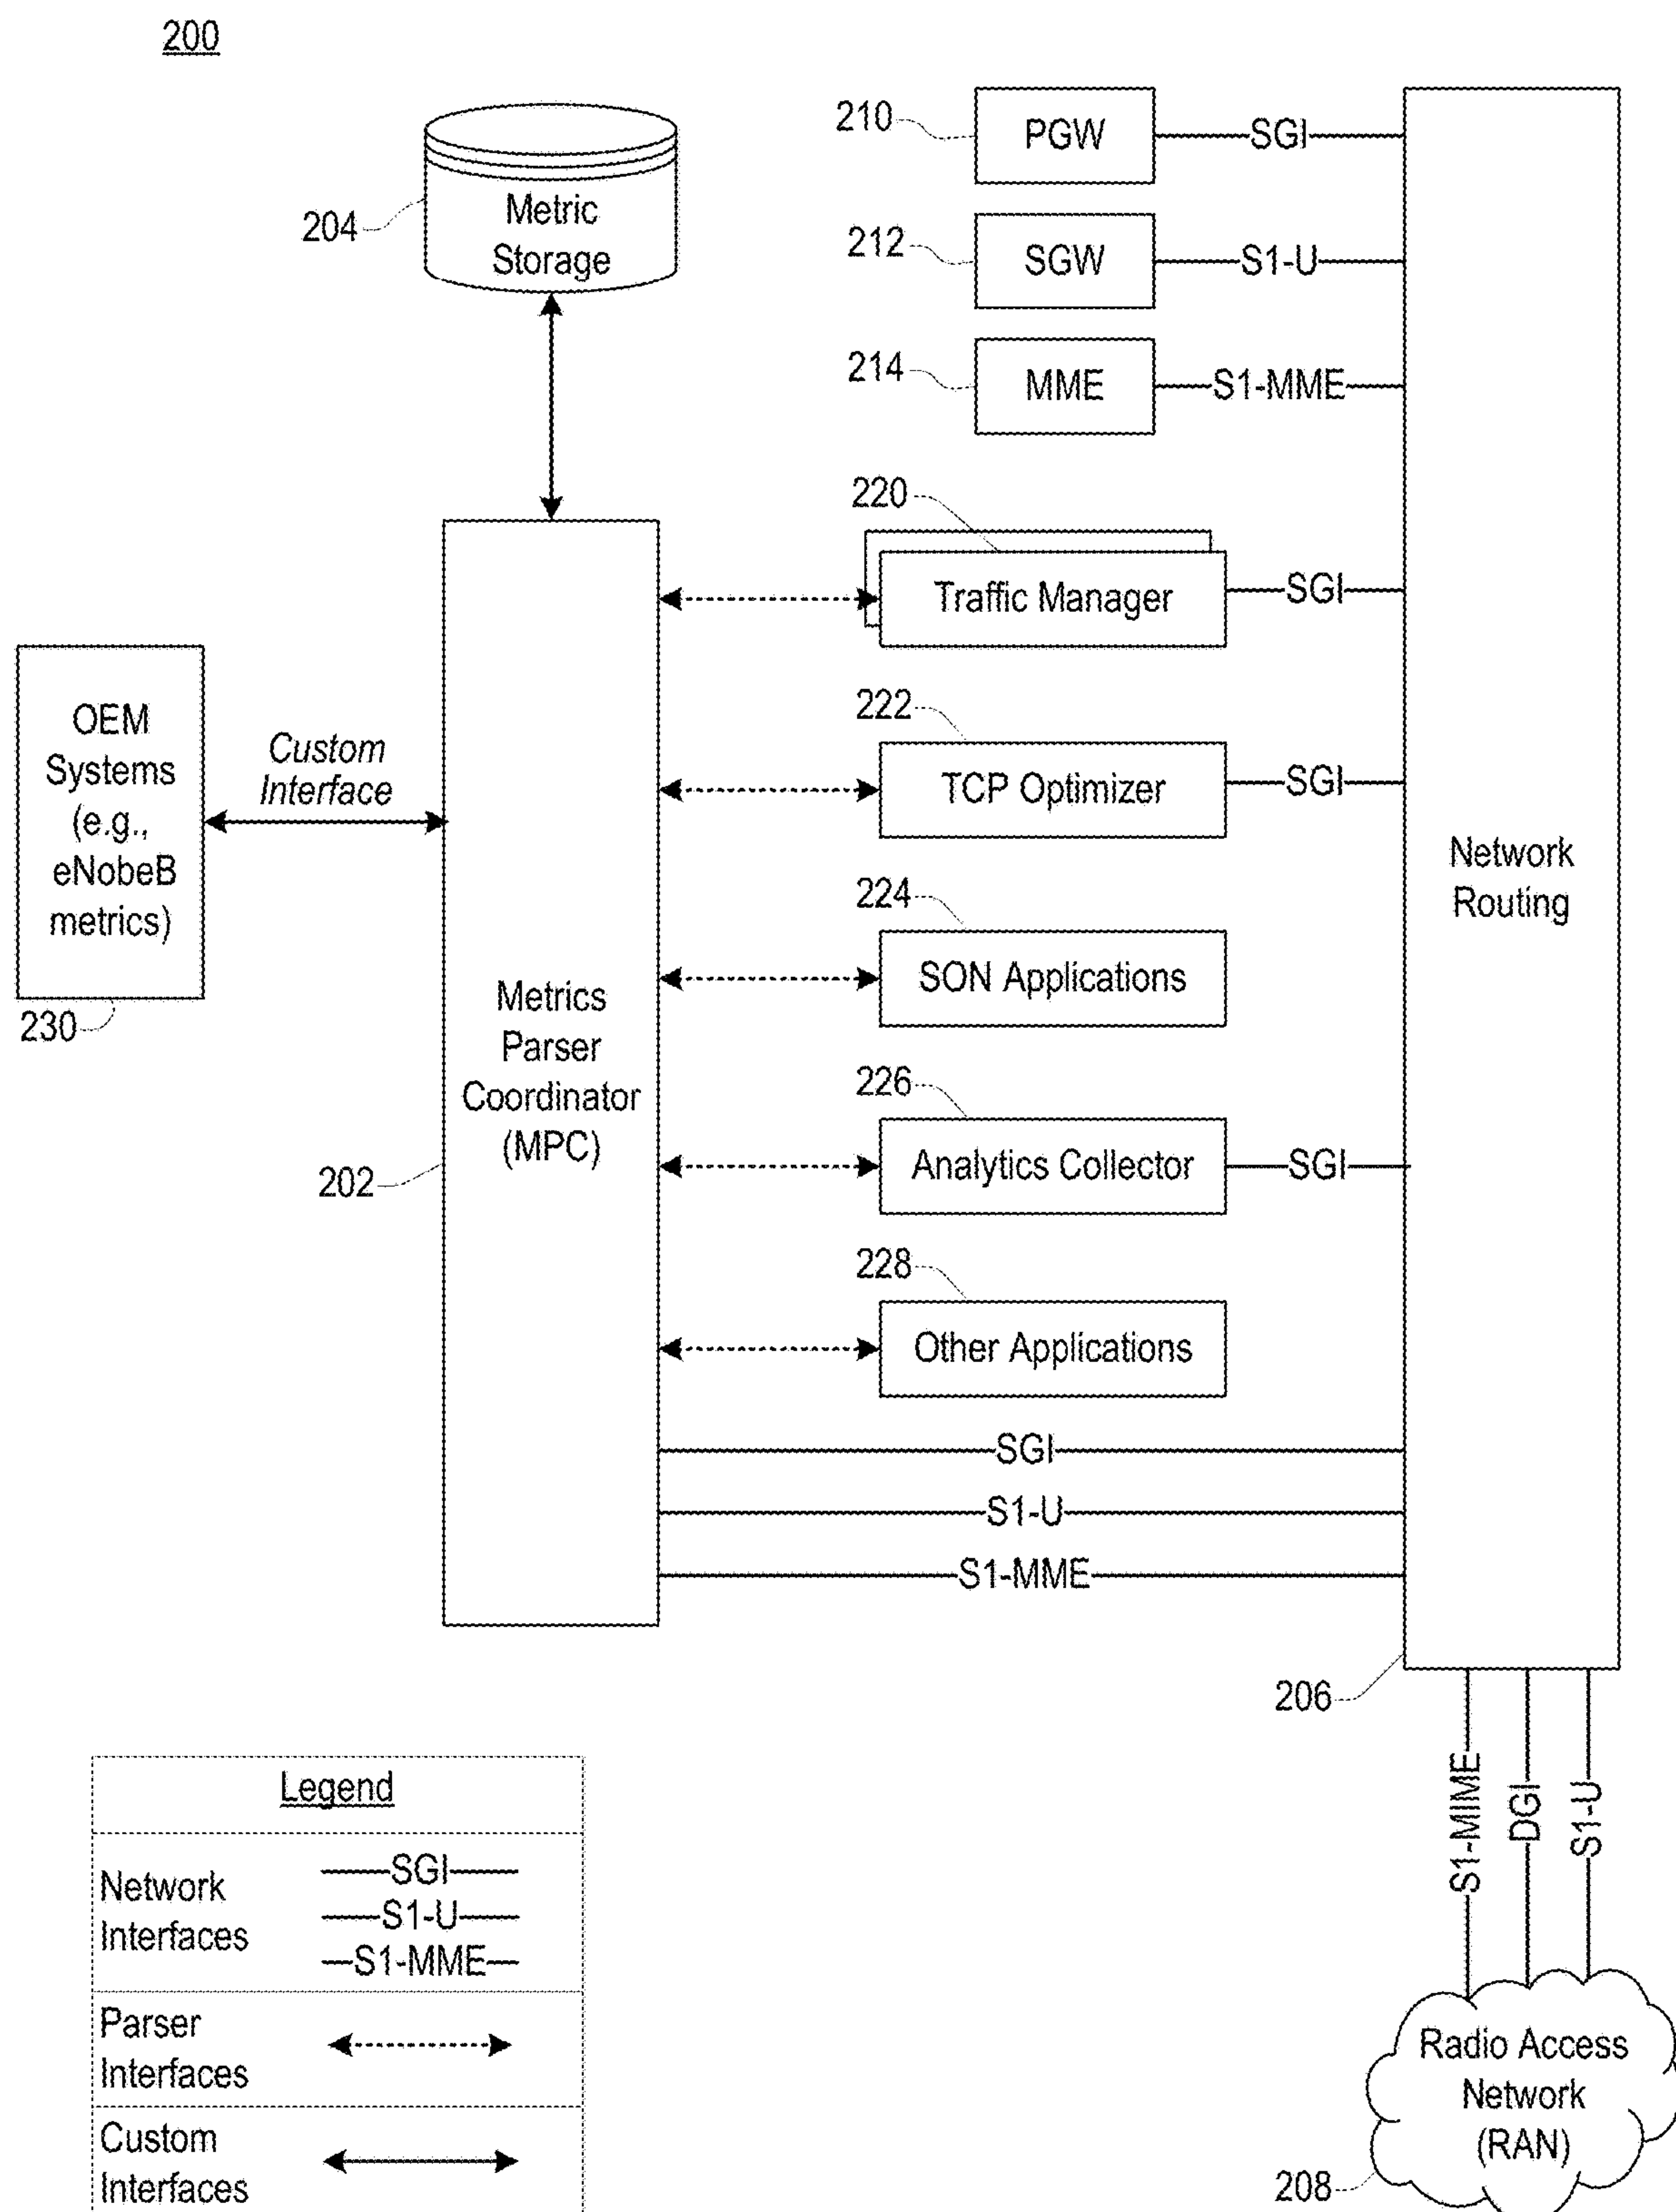 200
210
PGW
SGI
204
Metric
Storage
212
SGW
S1-U
214
MME
S1-MME
220
Traffic Manager
SGI
OEM
Systems
(e.g.,
eNobeB
metrics)
230
Custom
Interface
222
TCP Optimizer
SGI
Network
Routing
224
SON Applications
Metrics
Parser
Coordinator
(MPC)
202
226
Analytics Collector
SGI
228
Other Applications
SGI
S1-U
S1-MME
206
S1-MIME
DGI
S1-U
Legend
Network
Interfaces
SGI
S1-U
S1-MME
Parser
Interfaces
Custom
Interfaces
Radio Access
Network
(RAN)
208